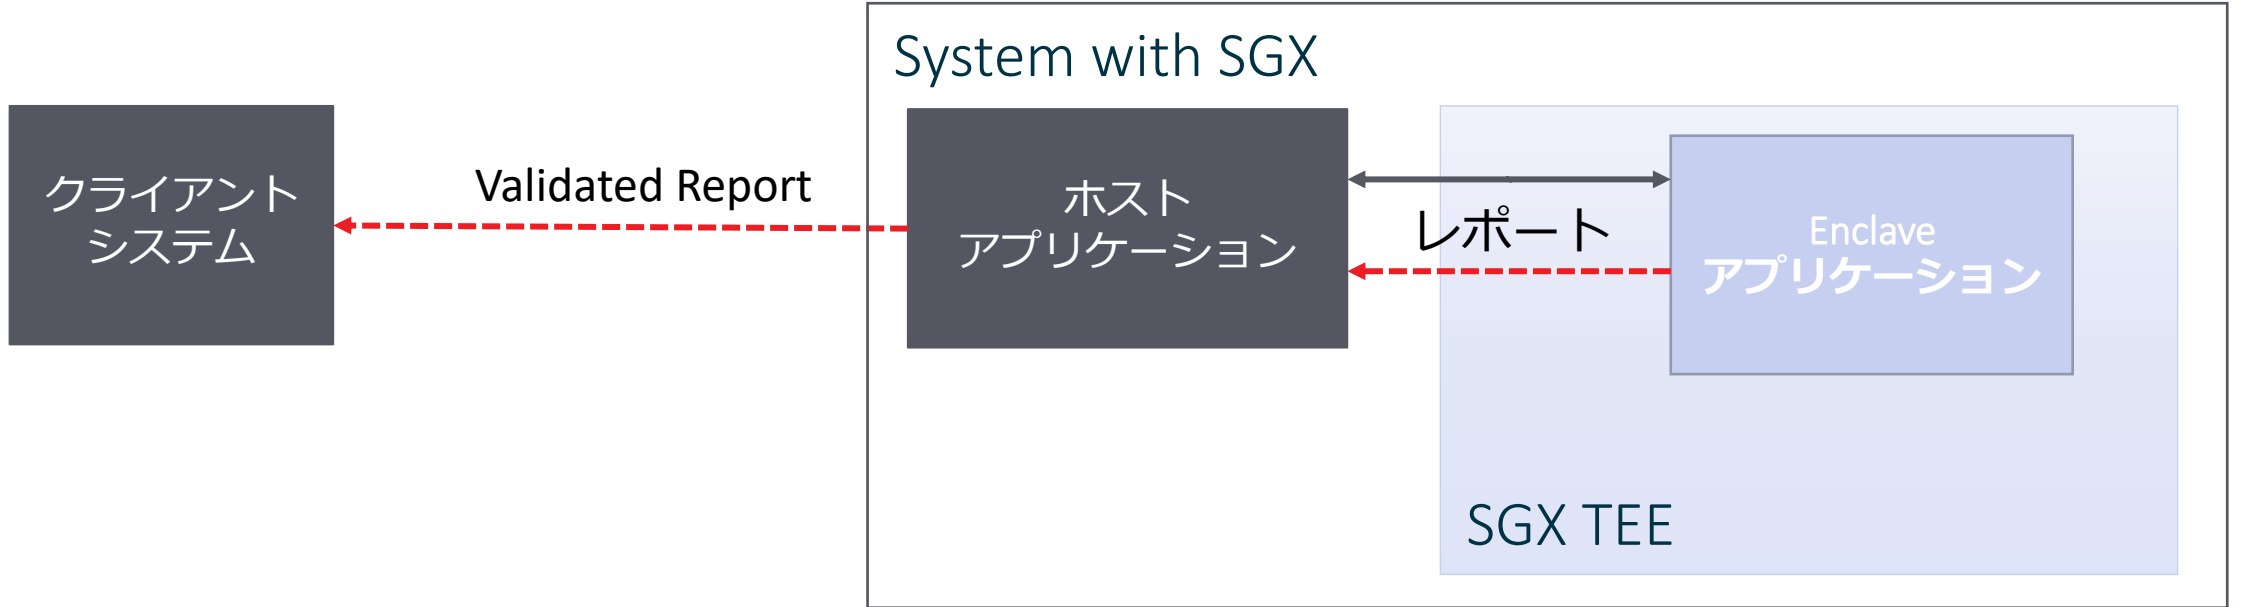 System with SGX
クライアント
システム
Validated Report
ホスト
アプリケーション
レポート
Enclave
アプリケーション
SGX TEE